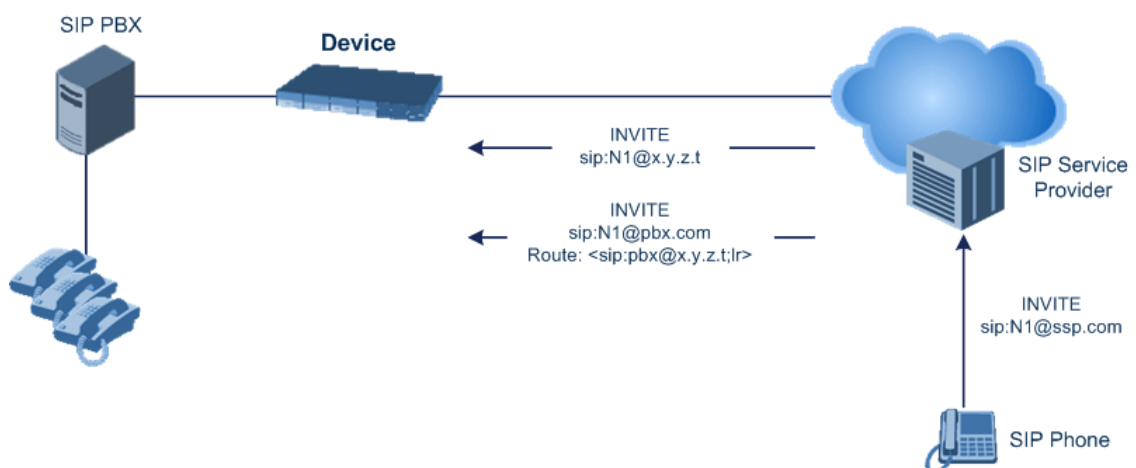 SIP PBX
Device
INVITE
sip:N1@x.y.z.t
SIP Service
Provider
INVITE
sip:N1@pbx.com
Route: <sip:pbx@x.y.z.t;lr>
INVITE
sip:N1@ssp.com
SIP Phone